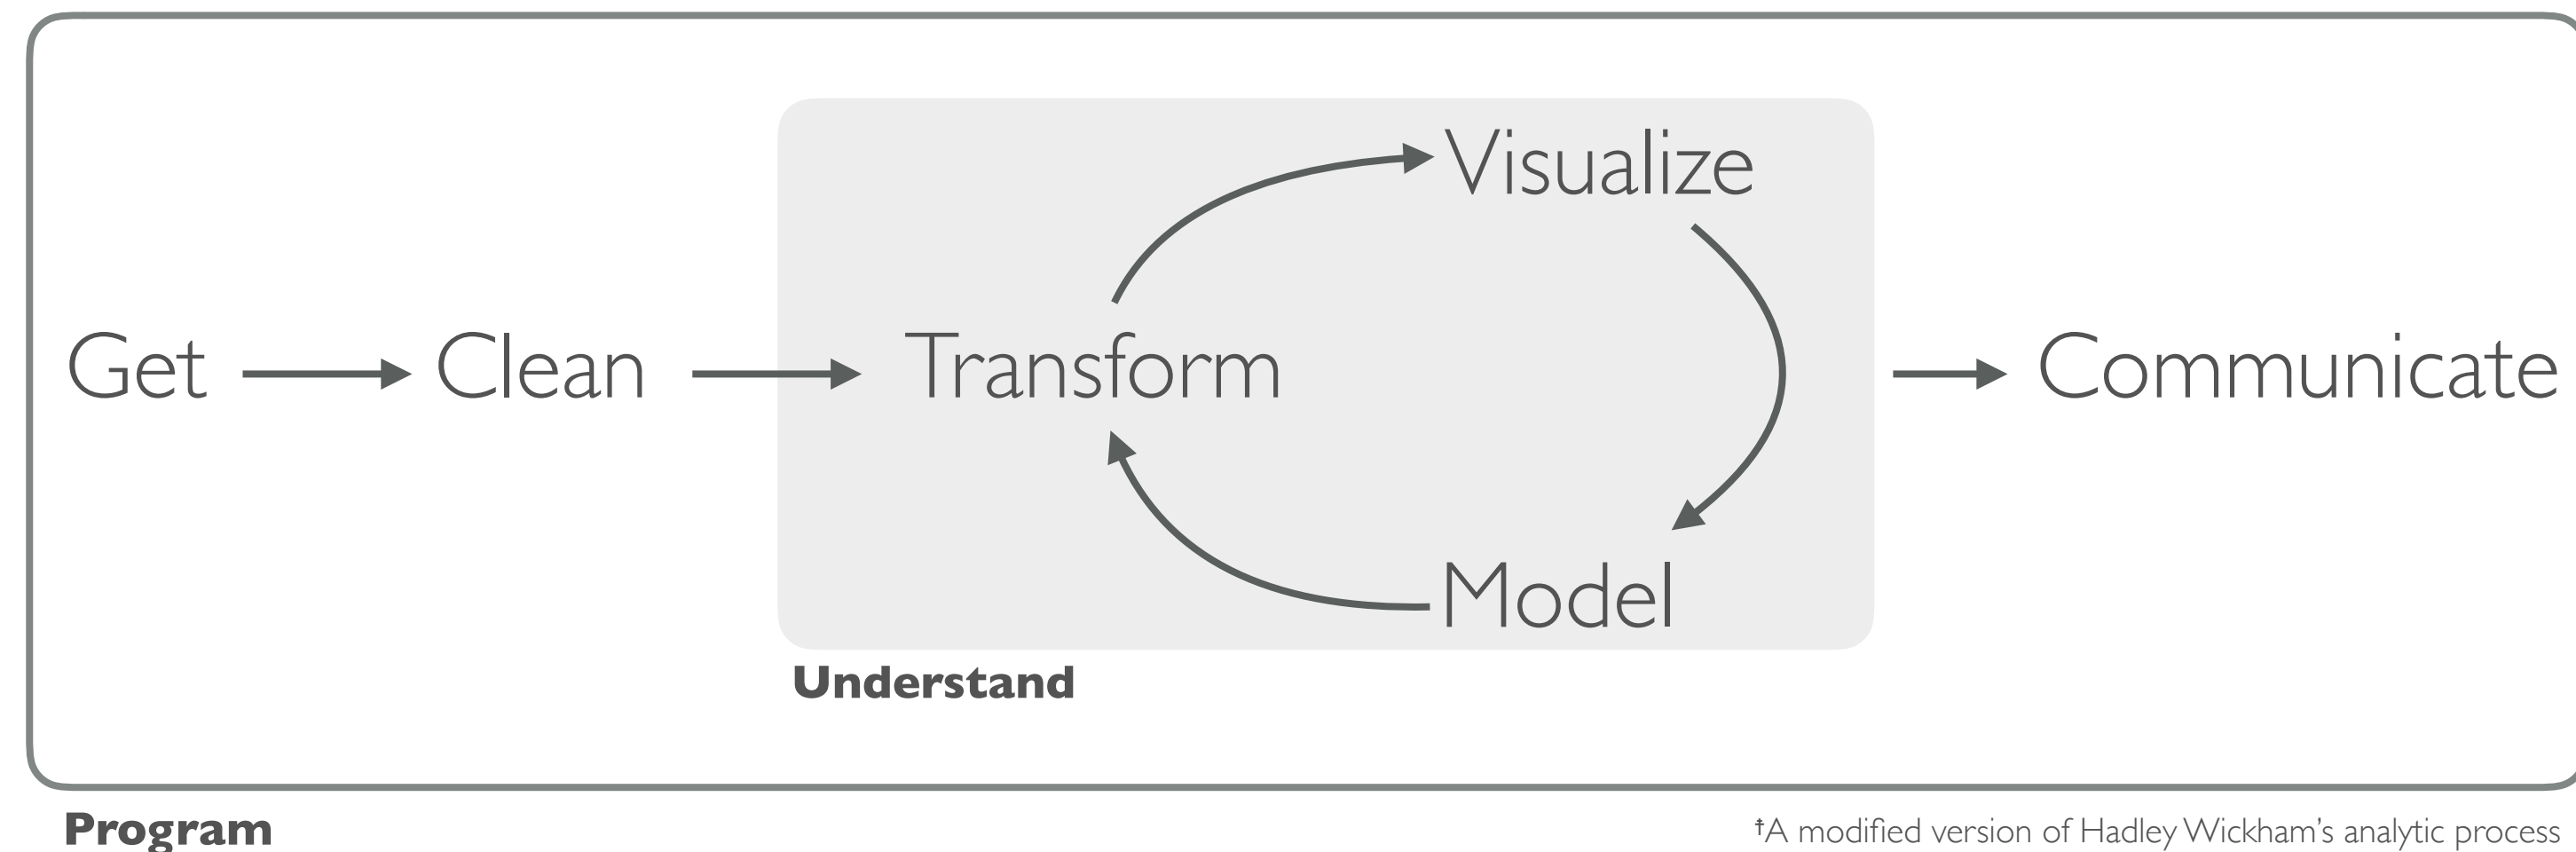 Visualize
Get Clean Transform Communicate
Model
Understand
Program
†A modified version of Hadley Wickham's analytic process